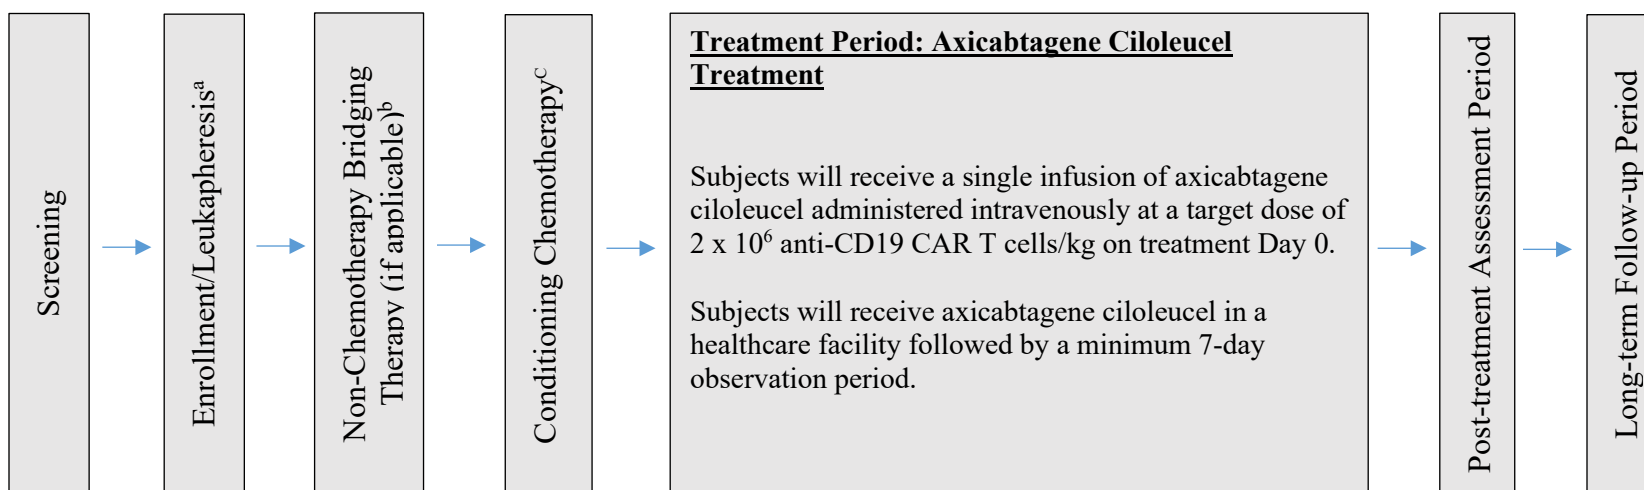 Screening
Enrollment/Leukapheresisᵃ
Non-Chemotherapy Bridging
Therapy (if applicable)ᵇ
Conditioning Chemotherapyᶜ
Treatment Period: Axicabtagene Ciloleucel
Treatment
Subjects will receive a single infusion of axicabtagene
ciloleucel administered intravenously at a target dose of
2 x 10⁶ anti-CD19 CAR T cells/kg on treatment Day 0.
Subjects will receive axicabtagene ciloleucel in a
healthcare facility followed by a minimum 7-day
observation period.
Post-treatment Assessment Period
Long-term Follow-up Period